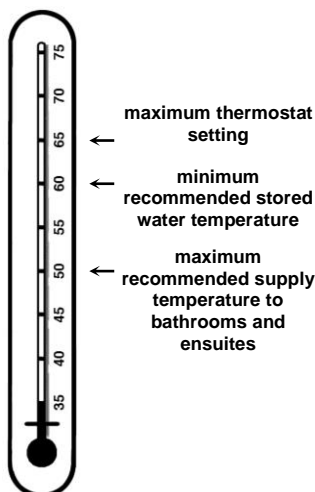 75
70
65
60
55
50
45
40
35
maximum thermostat
setting
minimum
recommended stored
water temperature
maximum
recommended supply
temperature to
bathrooms and
ensuites